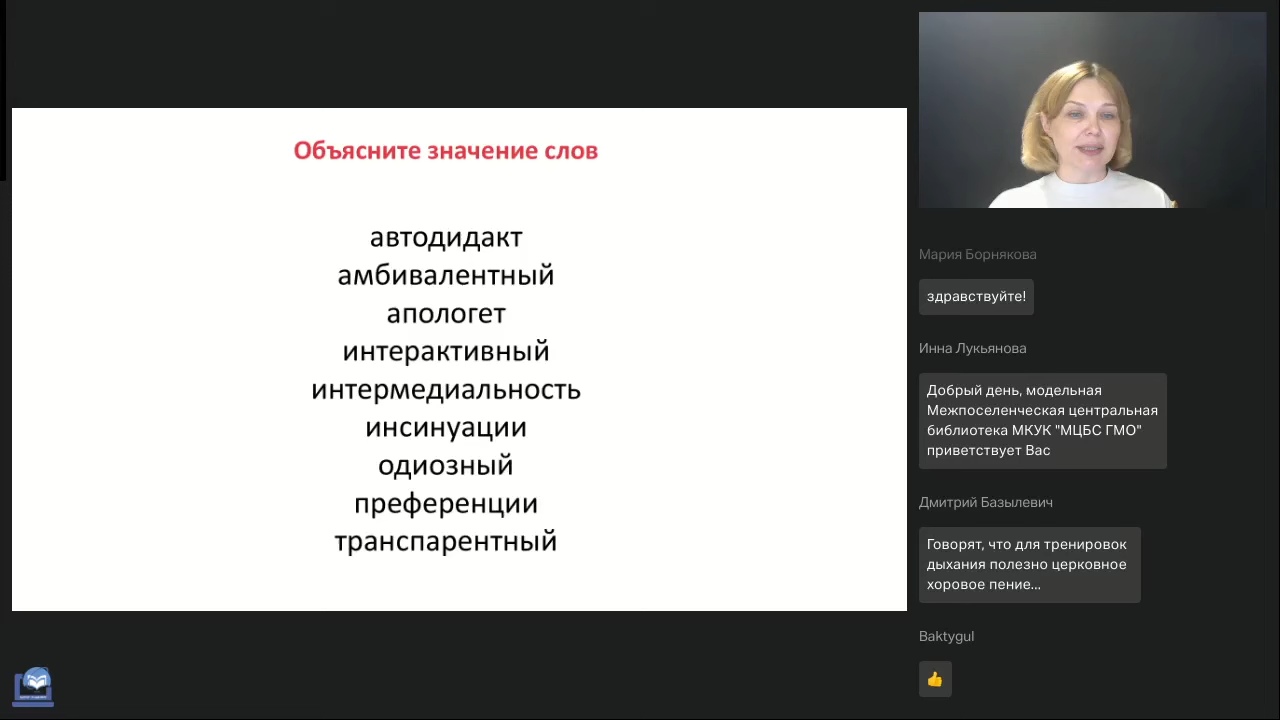 Объясните значение слов
автодидакт
амбивалентный
апологет
интерактивный
интермедиальность
инсинуации
одиозный
преференции
транспарентный
Мария Борнякова
здравствуйте!
Инна Лукьянова
Добрый день, модельная
Межпоселенческая центральная
библиотека МКУК "МЦБС ГМО"
приветствует Вас
Дмитрий Базылевич
Говорят, что для тренировок
дыхания полезно церковное
хоровое пение...
Baktygul